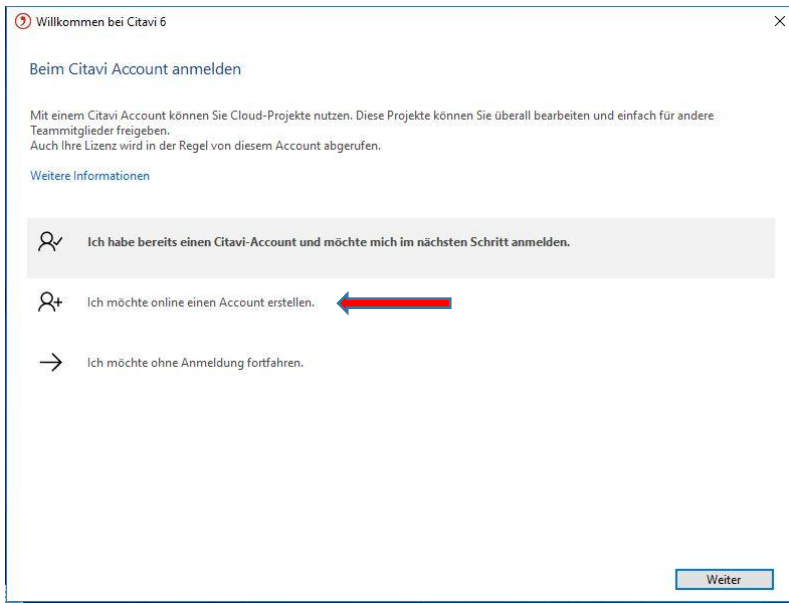 Willkommen bei Citavi 6
Beim Citavi Account anmelden
Mit einem Citavi Account können Sie Cloud-Projekte nutzen. Diese Projekte können Sie überall bearbeiten und einfach für andere
Teammitglieder freigeben.
Auch Ihre Lizenz wird in der Regel von diesem Account abgerufen.
Weitere Informationen
Ich habe bereits einen Citavi-Account und möchte mich im nächsten Schritt anmelden.
Ich möchte online einen Account erstellen.
Ich möchte ohne Anmeldung fortfahren.
Weiter